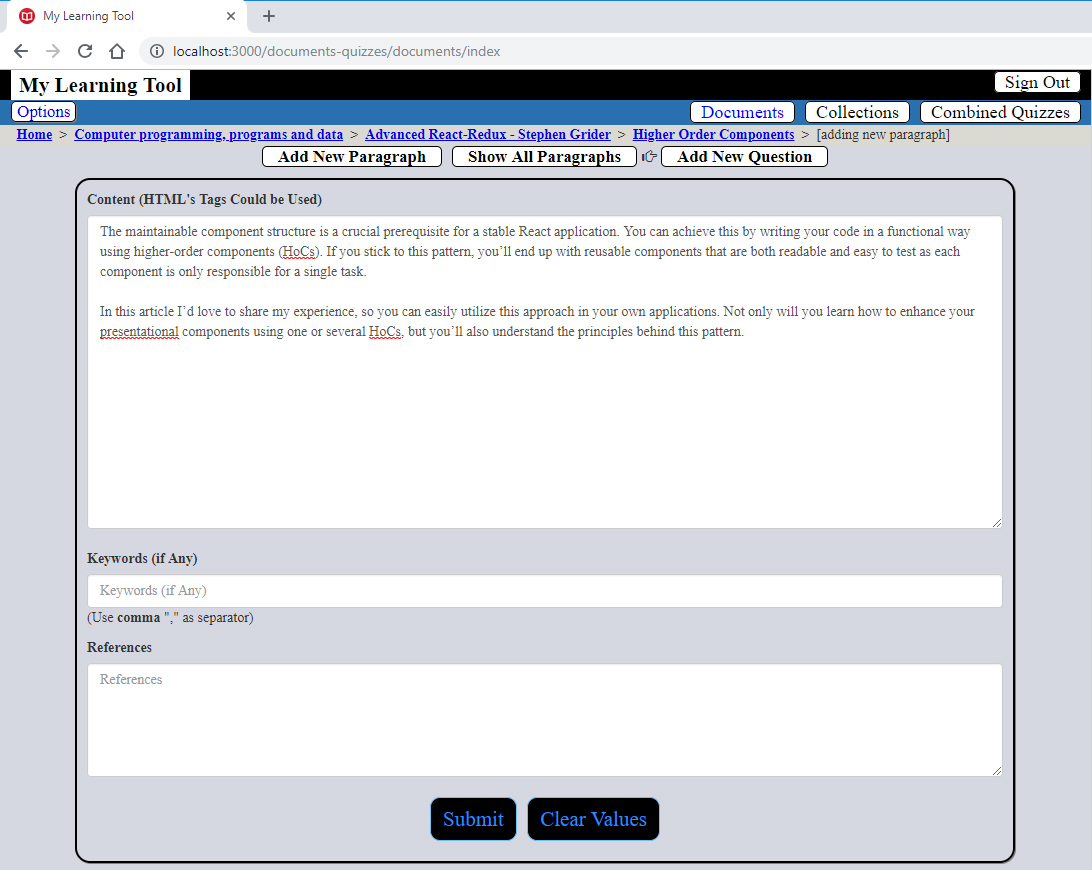 My Learning Tool
localhost:3000/documents-quizzes/documents/index
My Learning Tool Sign Out
Options Documents Collections Combined Quizzes
Home > Computer programming, programs and data > Advanced React-Redux - Stephen Grider > Higher Order Components > [adding new paragraph]
Add New Paragraph Show All Paragraphs Add New Question
Content (HTML's Tags Could be Used)
The maintainable component structure is a crucial prerequisite for a stable React application. You can achieve this by writing your code in a functional way
using higher-order components (HoCs). If you stick to this pattern, you’ll end up with reusable components that are both readable and easy to test as each
component is only responsible for a single task.
In this article I’d love to share my experience, so you can easily utilize this approach in your own applications. Not only will you learn how to enhance your
presentational components using one or several HoCs, but you’ll also understand the principles behind this pattern.
Keywords (if Any)
Keywords (if Any)
(Use comma "," as separator)
References
References
Submit Clear Values